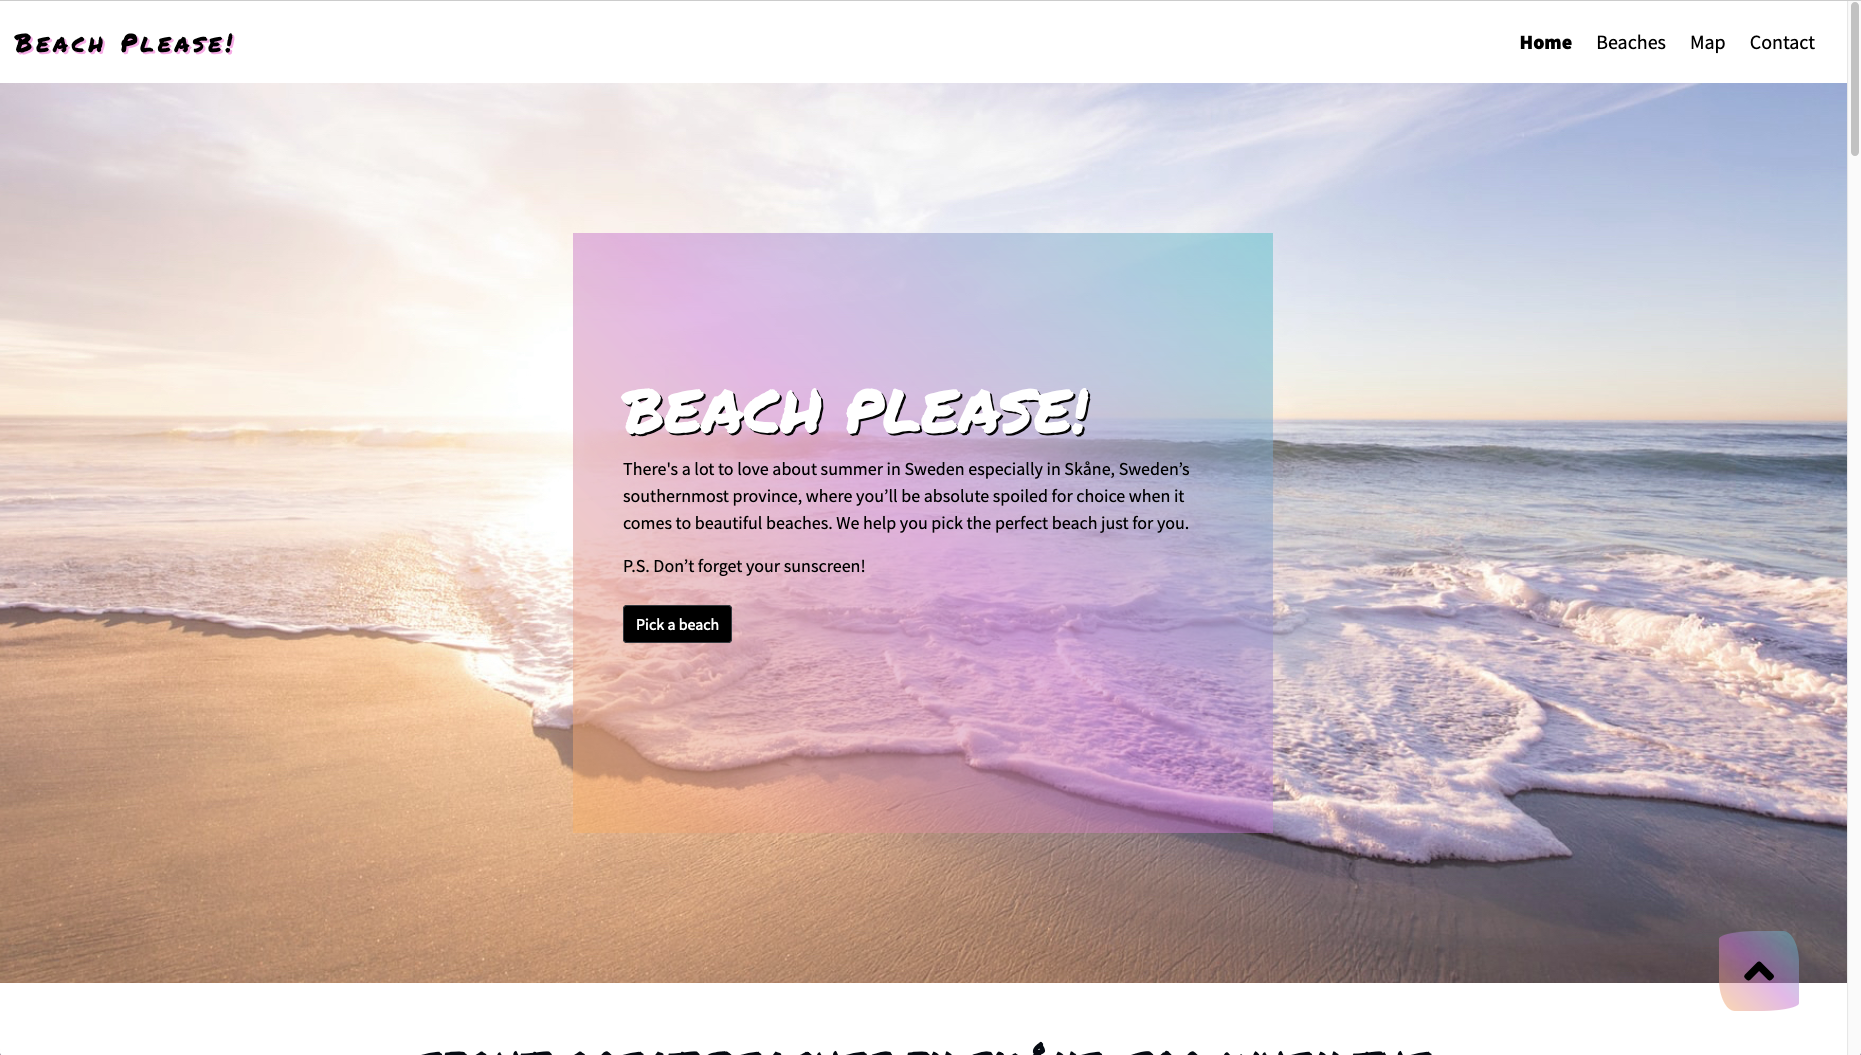 Beach Please!
Home Beaches Map Contact
BEACH PLEASE!
There's a lot to love about summer in Sweden especially in Skåne, Sweden’s
southernmost province, where you’ll be absolute spoiled for choice when it
comes to beautiful beaches. We help you pick the perfect beach just for you.
P.S. Don’t forget your sunscreen!
Pick a beach